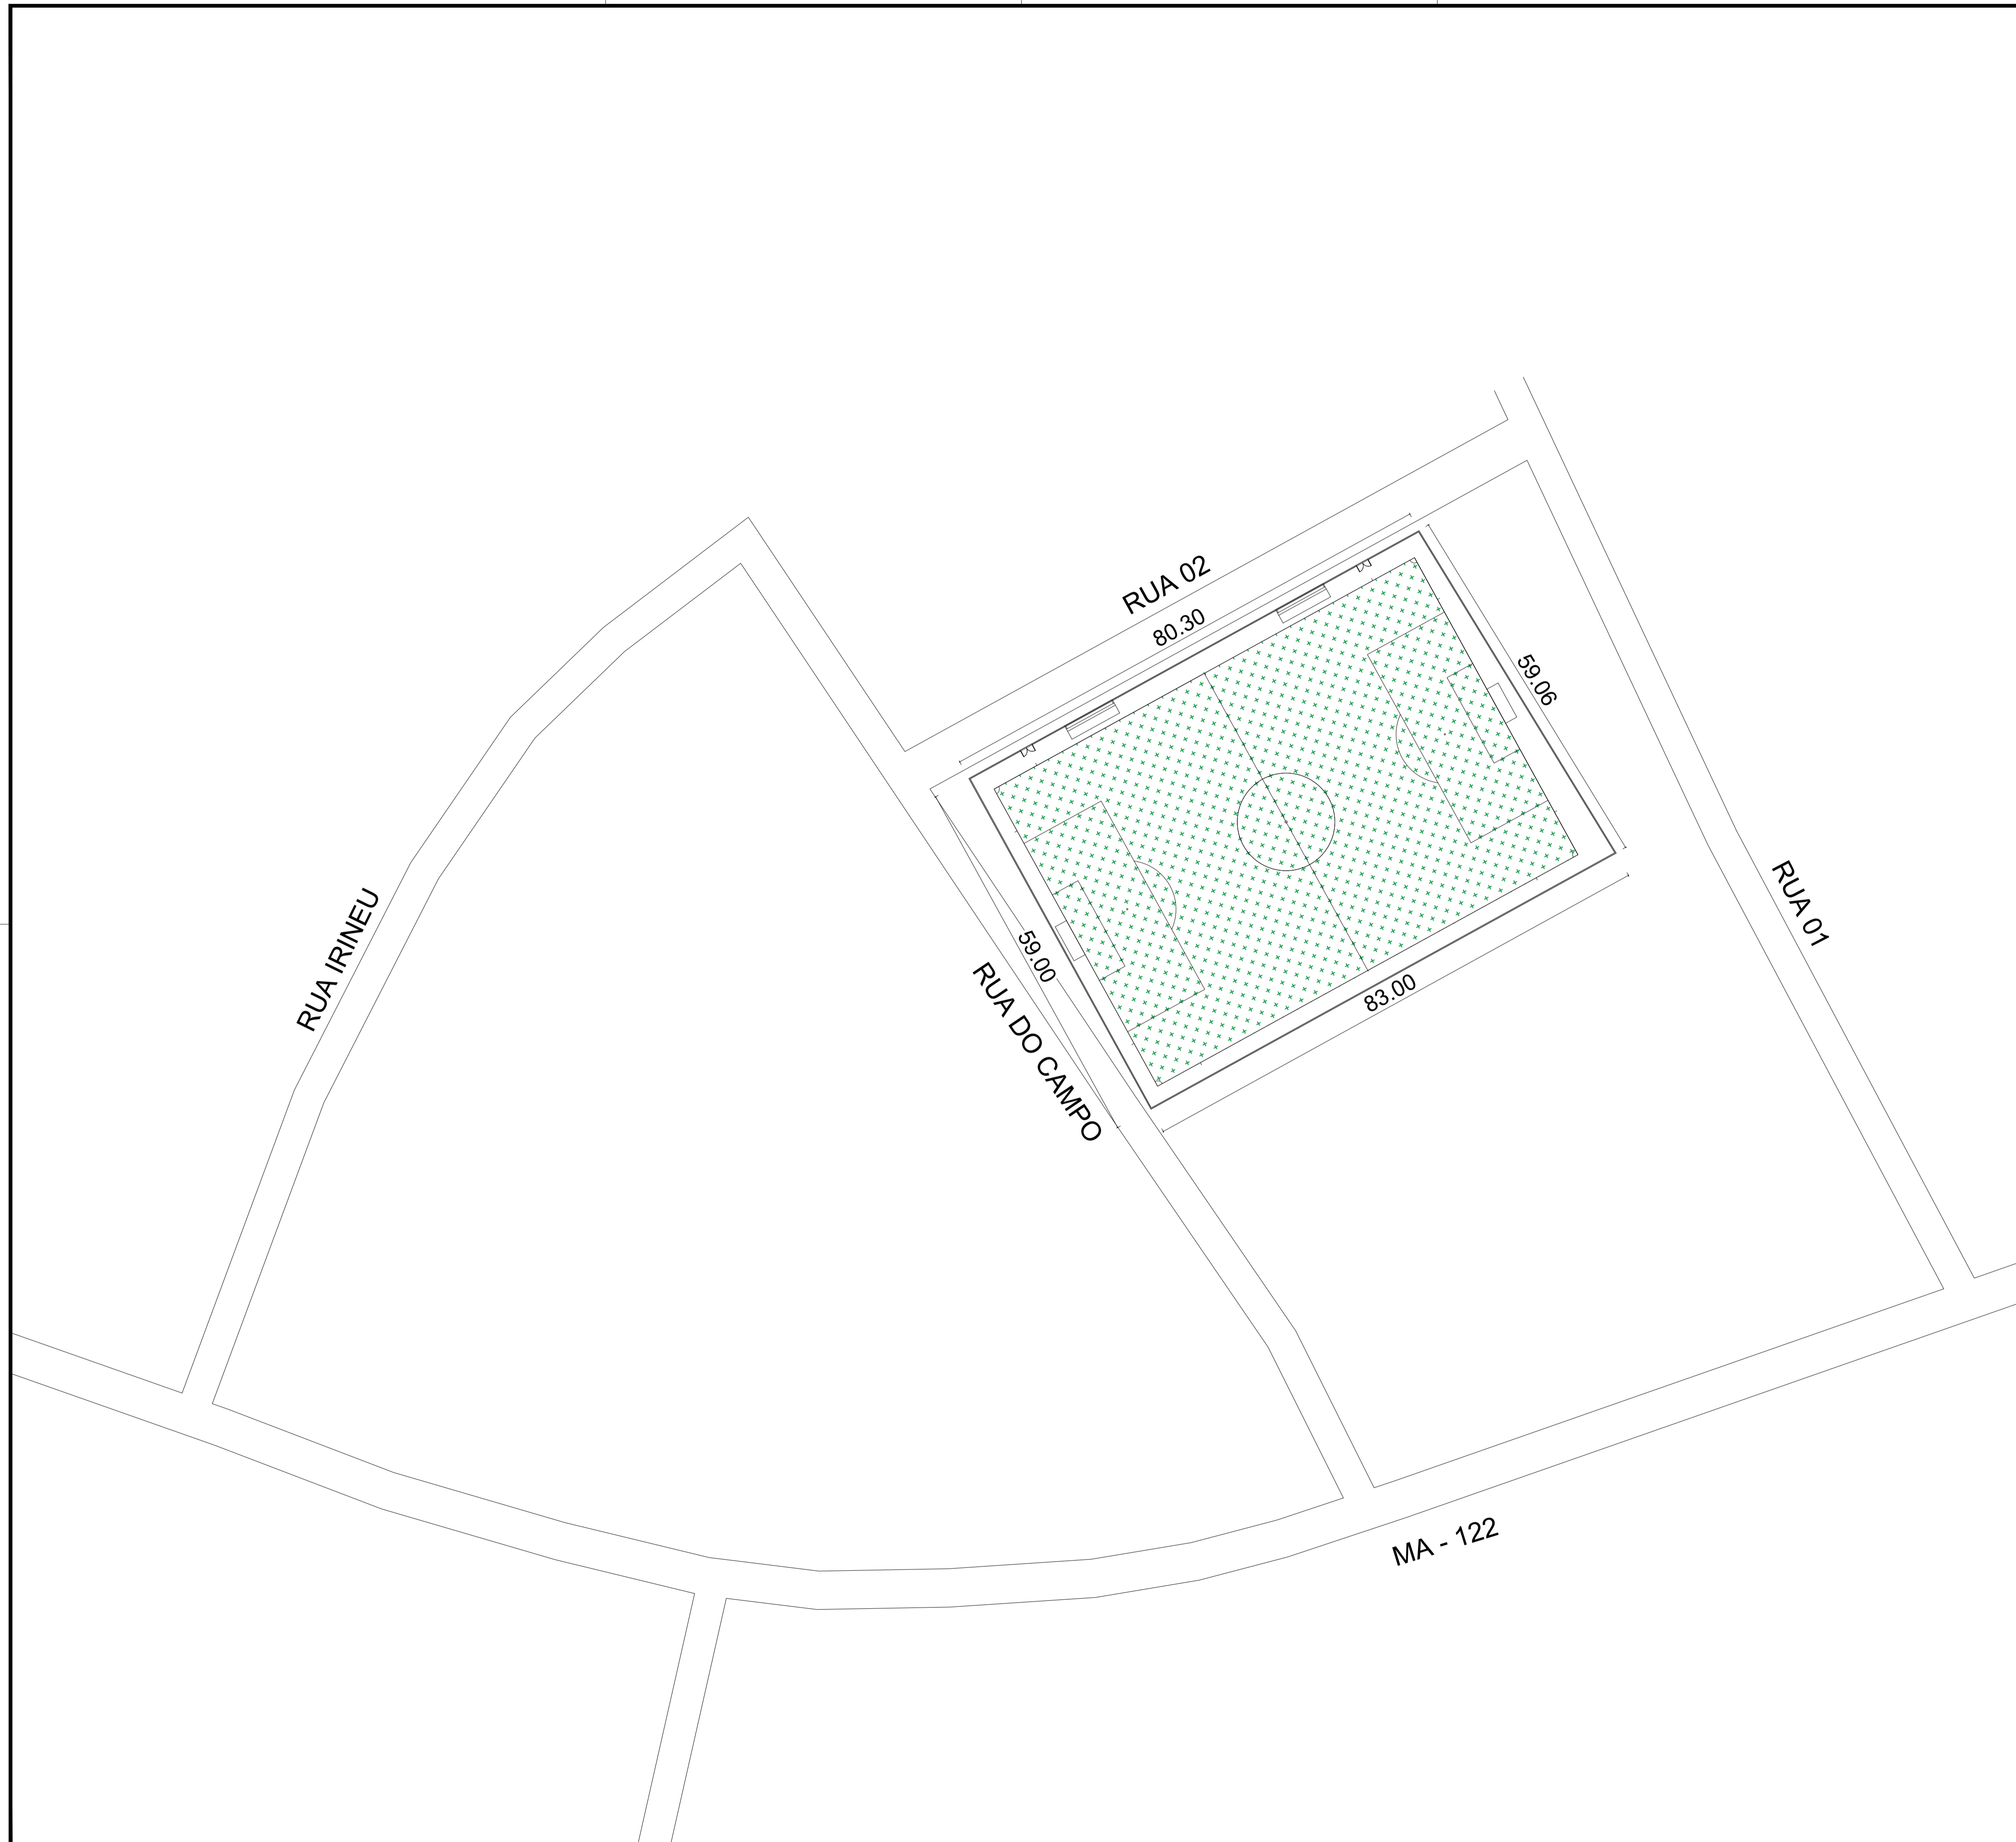 RUA 02
80.30
59.06
RUA 01
RUA IRINEU
59.00
RUA DO CAMPO
83.00
MA - 122